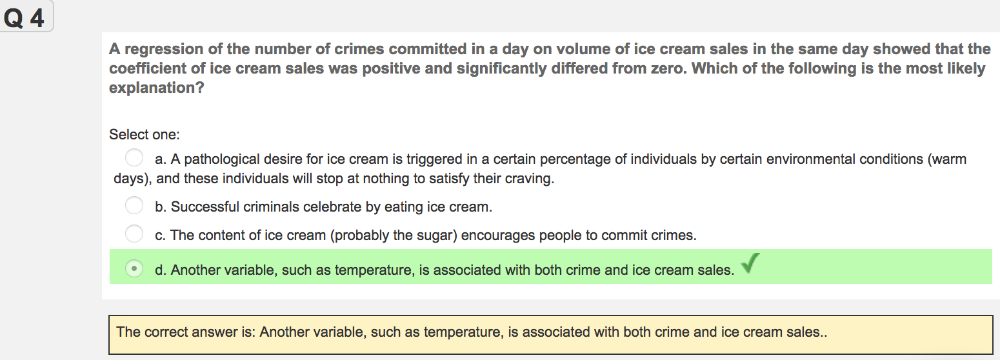 Q 4
A regression of the number of crimes committed in a day on volume of ice cream sales in the same day showed that the
coefficient of ice cream sales was positive and significantly differed from zero. Which of the following is the most likely
explanation?
Select one:
a. A pathological desire for ice cream is triggered in a certain percentage of individuals by certain environmental conditions (warm
days), and these individuals will stop at nothing to satisfy their craving.
b. Successful criminals celebrate by eating ice cream.
c. The content of ice cream (probably the sugar) encourages people to commit crimes.
d. Another variable, such as temperature, is associated with both crime and ice cream sales.
The correct answer is: Another variable, such as temperature, is associated with both crime and ice cream sales..